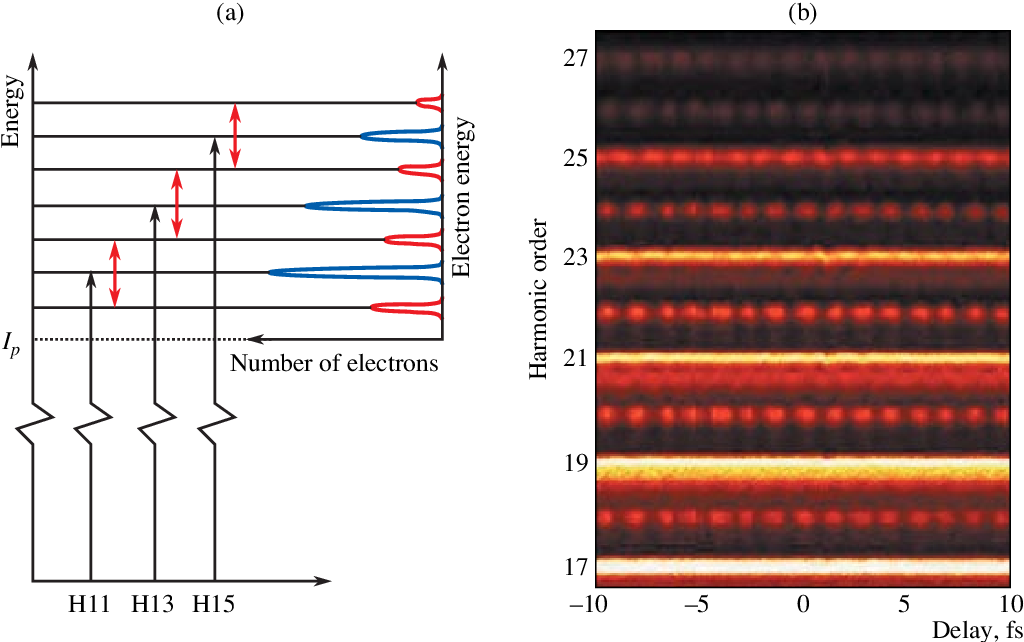 (a)
Energy
Electron energy
I_p
Number of electrons
H11 H13 H15
(b)
Harmonic order
27
25
23
21
19
17
–10 –5 0 5 10
Delay, fs